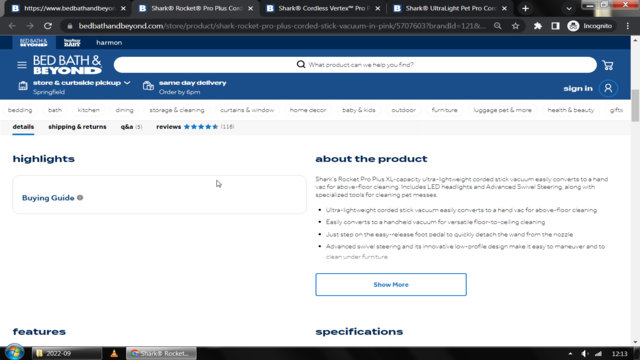 https://www.bedbathandbeyon
Shark® Rocket® Pro Plus Cord
Shark® Cordless Vertex™ Pro P
Shark® UltraLight Pet Pro Cord
bedbathandbeyond.com/store/product/shark-rocket-pro-plus-corded-stick-vacuum-in-pink/5707603?brandId=121&
Incognito
BED BATH & BEYOND
buybuy BABY
harmon
BED BATH &
BEYOND
What product can we help you find?
store & curbside pickup
Springfield
same day delivery
Order by 6pm
sign in
bedding bath kitchen dining storage & cleaning curtains & window home decor baby & kids outdoor furniture luggage pet & more health & beauty gifts
details shipping & returns q&a (5) reviews (116)
highlights
Buying Guide
about the product
Shark's Rocket Pro Plus XL-capacity ultra-lightweight corded stick vacuum easily converts to a hand
vac for above-floor cleaning. Includes LED headlights and Advanced Swivel Steering, along with
specialized tools for cleaning pet messes.
• Ultra-lightweight corded stick vacuum easily converts to a hand vac for above-floor cleaning
• Easily converts to a handheld vacuum for versatile floor-to-ceiling cleaning
• Just step on the easy-release foot pedal to quickly detach the wand from the nozzle
• Advanced swivel steering and its innovative low-profile design make it easy to maneuver and to
clean under furniture
Show More
features
specifications
2022-09
Shark® Rocket...
12:13